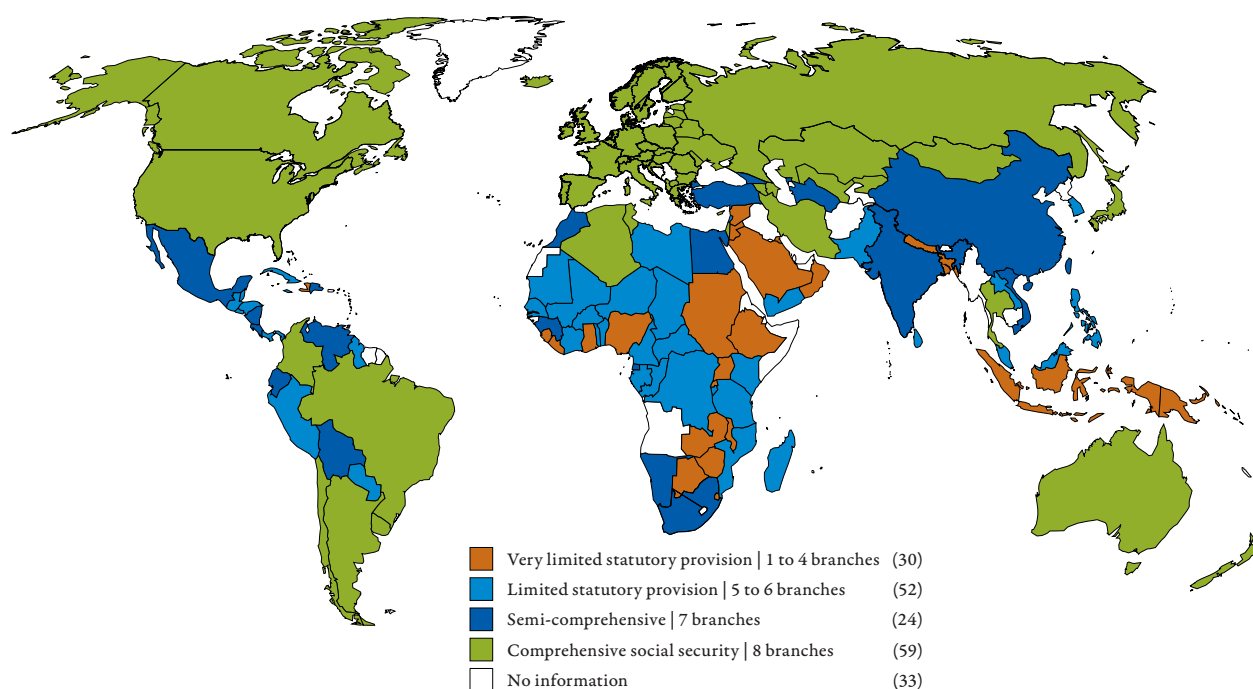 Very limited statutory provision | 1 to 4 branches (30)
Limited statutory provision | 5 to 6 branches (52)
Semi-comprehensive | 7 branches (24)
Comprehensive social security | 8 branches (59)
No information (33)